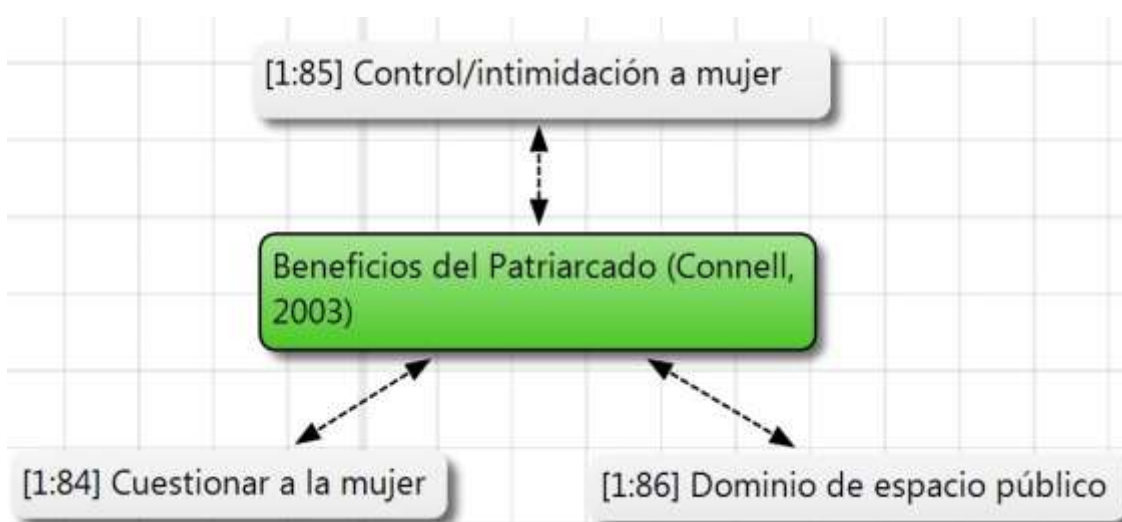 [1:85] Control/intimidación a mujer
Beneficios del Patriarcado (Connell,
2003)
[1:84] Cuestionar a la mujer
[1:86] Dominio de espacio público